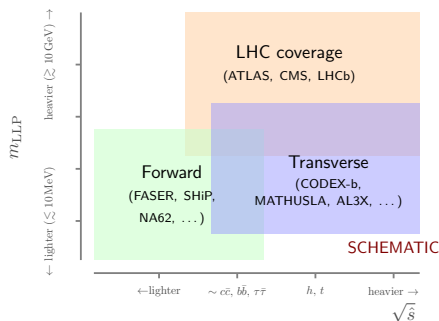 LHC coverage
(ATLAS, CMS, LHCb)
Forward
(FASER, SHiP,
NA62, ...)
Transverse
(CODEX-b,
MATHUSLA, AL3X, ...)
SCHEMATIC
m_LLP
heavier (≳ 10 GeV) →
← lighter (≲ 10 MeV)
←lighter
∼ cc̄, bb̄, ττ̄
h, t
heavier →
√ŝ